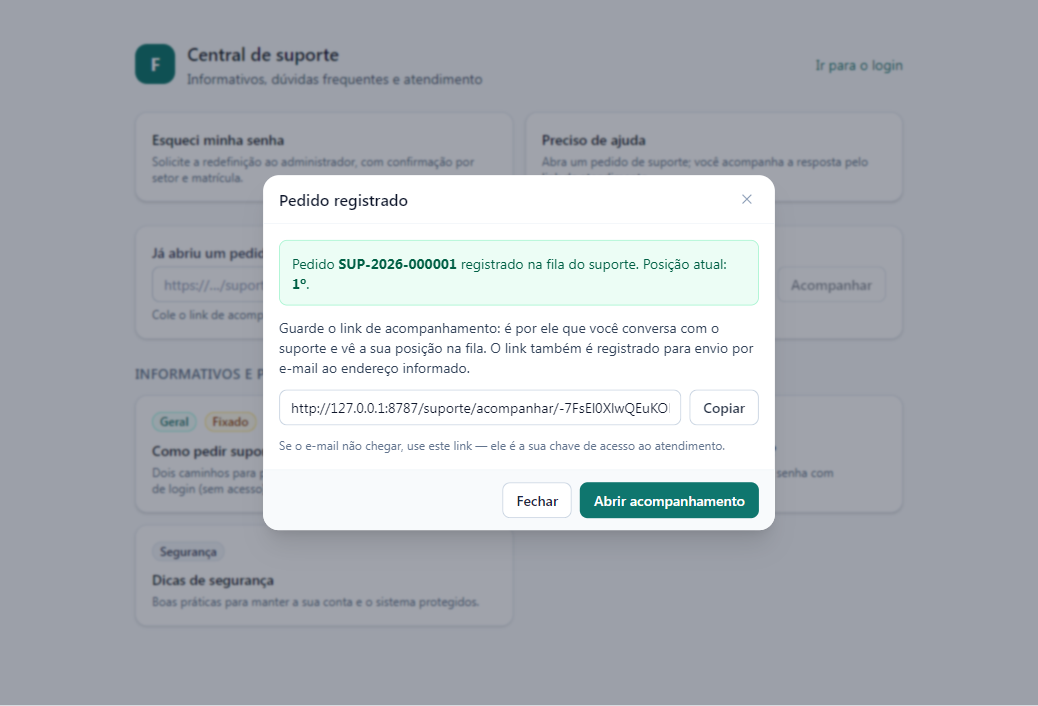 F
Central de suporte
Informativos, dúvidas frequentes e atendimento
Ir para o login
Esqueci minha senha
Solicite a redefinição ao administrador, com confirmação por
setor e matrícula.
Preciso de ajuda
Abra um pedido de suporte; você acompanha a resposta pelo
Pedido registrado
Pedido SUP-2026-000001 registrado na fila do suporte. Posição atual:
1º.
Guarde o link de acompanhamento: é por ele que você conversa com o
suporte e vê a sua posição na fila. O link também é registrado para envio por
e-mail ao endereço informado.
http://127.0.0.1:8787/suporte/acompanhar/-7FsEl0XlwQEuKO
Copiar
Se o e-mail não chegar, use este link — ele é a sua chave de acesso ao atendimento.
Fechar
Abrir acompanhamento
Já abriu um pedid
https://.../suport
Acompanhar
Cole o link de acomp
INFORMATIVOS E P
Geral
Fixado
Como pedir supo
Dois caminhos para p
de login (sem acesso
senha com
Segurança
Dicas de segurança
Boas práticas para manter a sua conta e o sistema protegidos.